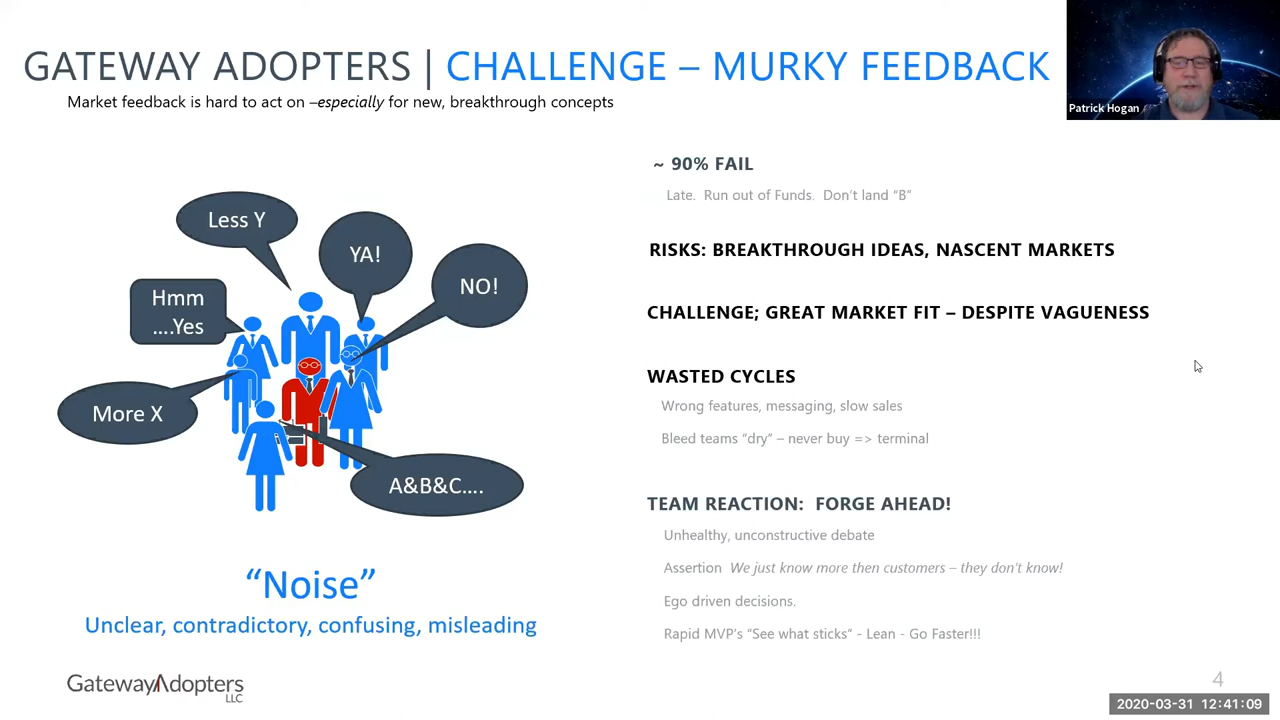 GATEWAY ADOPTERS | CHALLENGE – MURKY FEEDBACK
Market feedback is hard to act on –especially for new, breakthrough concepts
Patrick Hogan
Less Y
YA!
NO!
Hmm
….Yes
More X
A&B&C….
“Noise”
Unclear, contradictory, confusing, misleading
~ 90% FAIL
Late. Run out of Funds. Don’t land “B”
RISKS: BREAKTHROUGH IDEAS, NASCENT MARKETS
CHALLENGE; GREAT MARKET FIT – DESPITE VAGUENESS
WASTED CYCLES
Wrong features, messaging, slow sales
Bleed teams “dry” – never buy => terminal
TEAM REACTION: FORGE AHEAD!
Unhealthy, unconstructive debate
Assertion We just know more then customers – they don’t know!
Ego driven decisions.
Rapid MVP’s “See what sticks” - Lean - Go Faster!!!
GatewayAdopters
LLC
4
2020-03-31 12:41:09